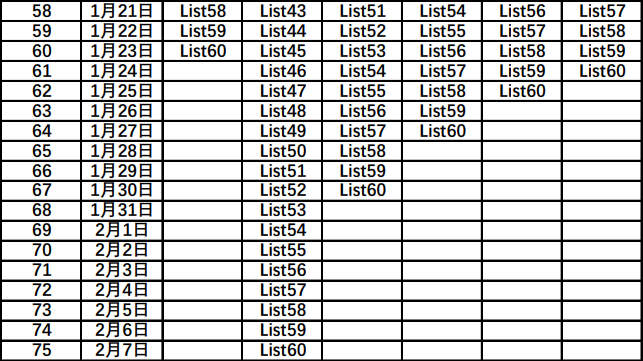 58 1月21日 List58 List43 List51 List54 List56 List57
59 1月22日 List59 List44 List52 List55 List57 List58
60 1月23日 List60 List45 List53 List56 List58 List59
61 1月24日 List46 List54 List57 List59 List60
62 1月25日 List47 List55 List58 List60
63 1月26日 List48 List56 List59
64 1月27日 List49 List57 List60
65 1月28日 List50 List58
66 1月29日 List51 List59
67 1月30日 List52 List60
68 1月31日 List53
69 2月1日 List54
70 2月2日 List55
71 2月3日 List56
72 2月4日 List57
73 2月5日 List58
74 2月6日 List59
75 2月7日 List60